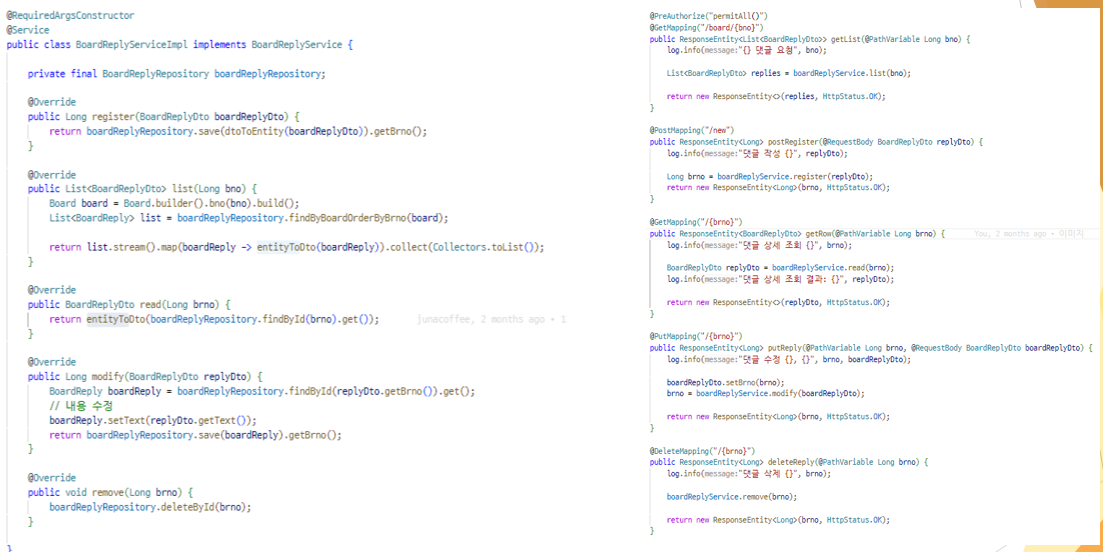 @RequiredArgsConstructor
@Service
public class BoardReplyServiceImpl implements BoardReplyService {
private final BoardReplyRepository boardReplyRepository;
@Override
public Long register(BoardReplyDto boardReplyDto) {
return boardReplyRepository.save(dtoToEntity(boardReplyDto)).getBrno();
}
@Override
public List<BoardReplyDto> list(Long bno) {
Board board = Board.builder().bno(bno).build();
List<BoardReply> list = boardReplyRepository.findByBoardOrderByBrno(board);
return list.stream().map(boardReply -> entityToDto(boardReply)).collect(Collectors.toList());
}
@Override
public BoardReplyDto read(Long brno) {
return entityToDto(boardReplyRepository.findById(brno).get());    junacoffee, 2 months ago • 1
}
@Override
public Long modify(BoardReplyDto replyDto) {
BoardReply boardReply = boardReplyRepository.findById(replyDto.getBrno()).get();
// 내용 수정
boardReply.setText(replyDto.getText());
return boardReplyRepository.save(boardReply).getBrno();
}
@Override
public void remove(Long brno) {
boardReplyRepository.deleteById(brno);
}
}
@PreAuthorize("permitAll()")
@GetMapping("/board/{bno}")
public ResponseEntity<List<BoardReplyDto>> getList(@PathVariable Long bno) {
log.info(message:"{} 댓글 요청", bno);
List<BoardReplyDto> replies = boardReplyService.list(bno);
return new ResponseEntity<>(replies, HttpStatus.OK);
}
@PostMapping("/new")
public ResponseEntity<Long> postRegister(@RequestBody BoardReplyDto replyDto) {
log.info(message:"댓글 작성 {}", replyDto);
Long brno = boardReplyService.register(replyDto);
return new ResponseEntity<Long>(brno, HttpStatus.OK);
}
@GetMapping("/{brno}")
public ResponseEntity<BoardReplyDto> getRow(@PathVariable Long brno) {    You, 2 months ago • 이미지
log.info(message:"댓글 상세 조회 {}", brno);
BoardReplyDto replyDto = boardReplyService.read(brno);
log.info(message:"댓글 상세 조회 결과: {}", replyDto);
return new ResponseEntity<>(replyDto, HttpStatus.OK);
}
@PutMapping("/{brno}")
public ResponseEntity<Long> putReply(@PathVariable Long brno, @RequestBody BoardReplyDto boardReplyDto) {
log.info(message:"댓글 수정 {}, {}", brno, boardReplyDto);
boardReplyDto.setBrno(brno);
brno = boardReplyService.modify(boardReplyDto);
return new ResponseEntity<Long>(brno, HttpStatus.OK);
}
@DeleteMapping("/{brno}")
public ResponseEntity<Long> deleteReply(@PathVariable Long brno) {
log.info(message:"댓글 삭제 {}", brno);
boardReplyService.remove(brno);
return new ResponseEntity<Long>(brno, HttpStatus.OK);
}